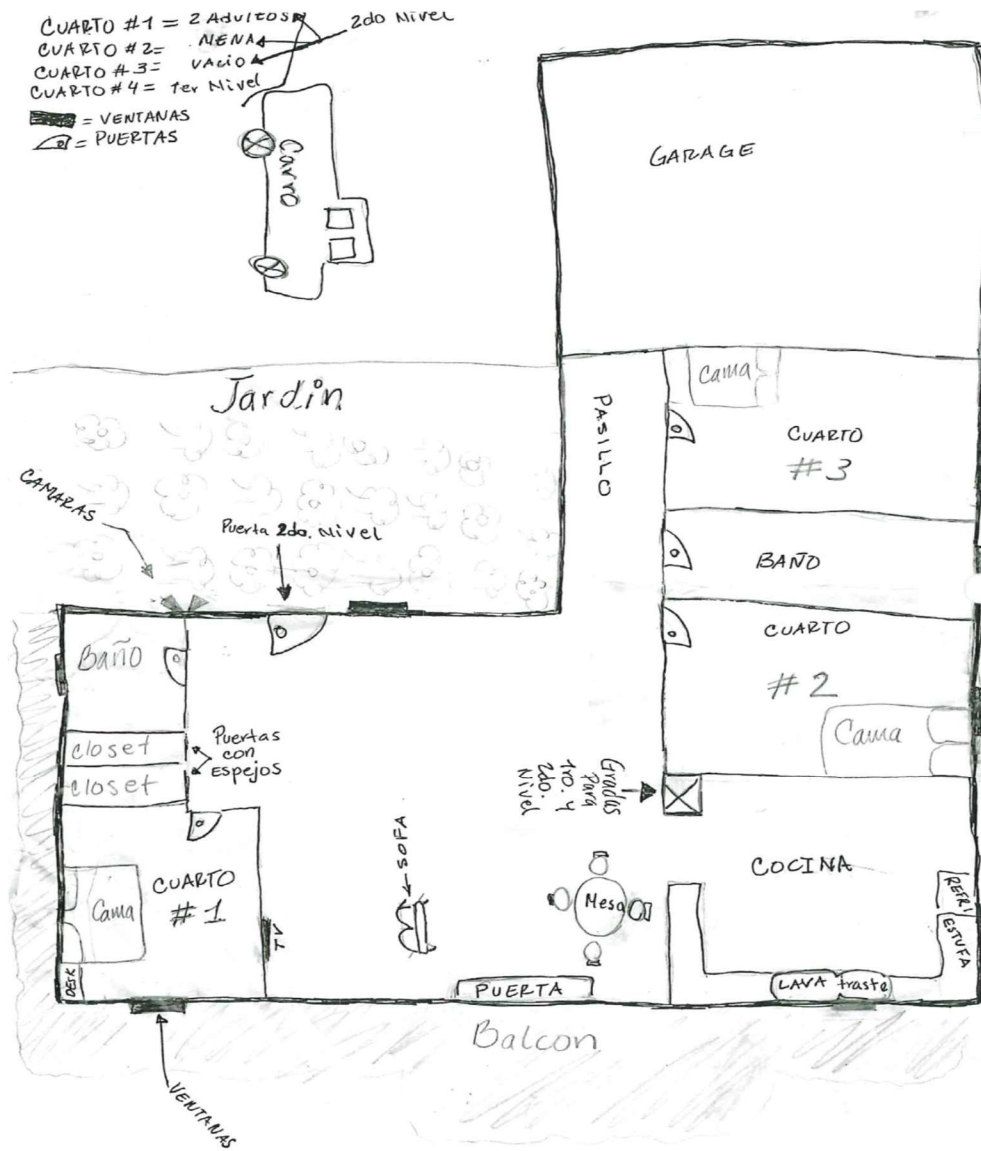 CUARTO #1 = 2 Adultos
2do Nivel
CUARTO #2= NENA
CUARTO #3= VACIO
CUARTO #4= 1er Nivel
= VENTANAS
= PUERTAS
Carro
GARAGE
Jardin
PASILLO
Cama
CUARTO
#3
CAMARAS
Puerta 2do. Nivel
BAÑO
CUARTO
#2
Cama
Baño
closet
closet
Puertas
con
Espejos
Gradas
Para
1ro. y
2do.
Nivel
SOFA
COCINA
CUARTO
#1
Cama
TV
DESK
Mesa
REFRI
ESTUFA
PUERTA
LAVA traste
Balcon
VENTANAS